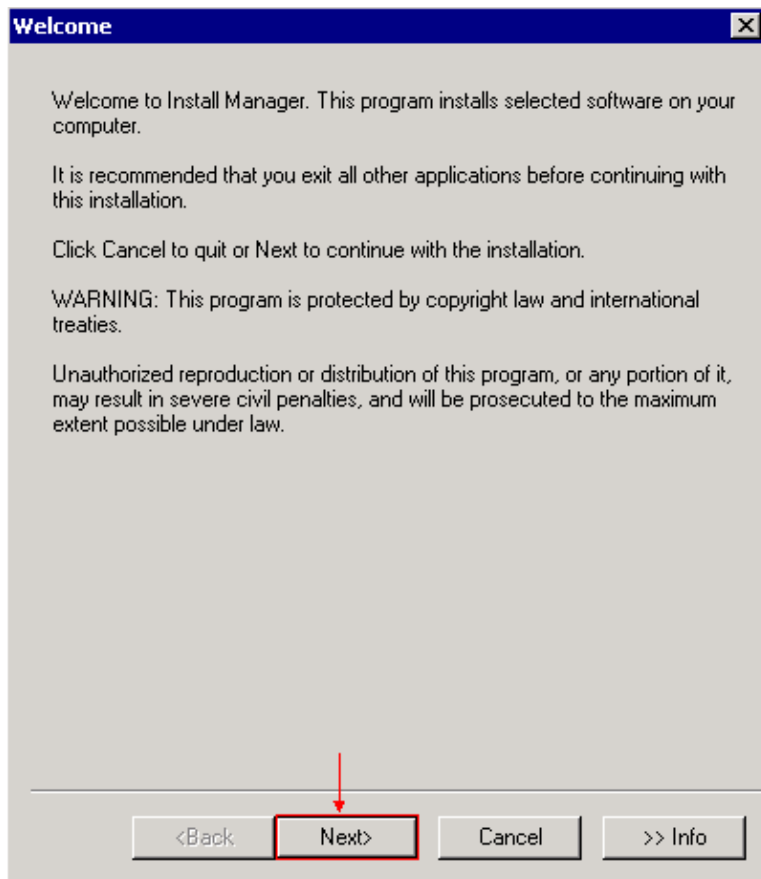 Welcome
Welcome to Install Manager. This program installs selected software on your
computer.
It is recommended that you exit all other applications before continuing with
this installation.
Click Cancel to quit or Next to continue with the installation.
WARNING: This program is protected by copyright law and international
treaties.
Unauthorized reproduction or distribution of this program, or any portion of it,
may result in severe civil penalties, and will be prosecuted to the maximum
extent possible under law.
<Back Next> Cancel >> Info